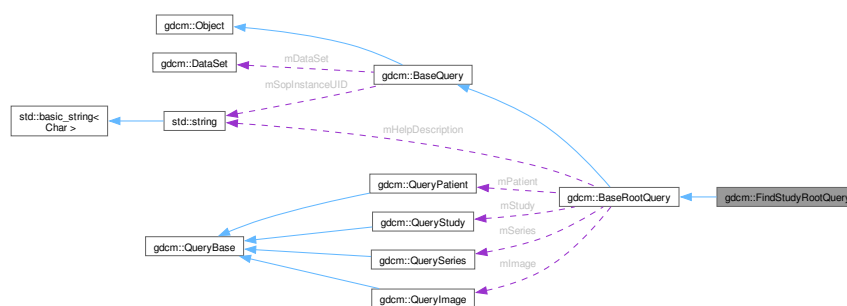 gdcm::Object
gdcm::DataSet
mDataSet
gdcm::BaseQuery
mSopInstanceUID
std::basic_string<
Char >
std::string
mHelpDescription
gdcm::QueryPatient
mPatient
gdcm::BaseRootQuery
gdcm::FindStudyRootQuery
mStudy
gdcm::QueryStudy
mSeries
gdcm::QueryBase
gdcm::QuerySeries
mImage
gdcm::QueryImage